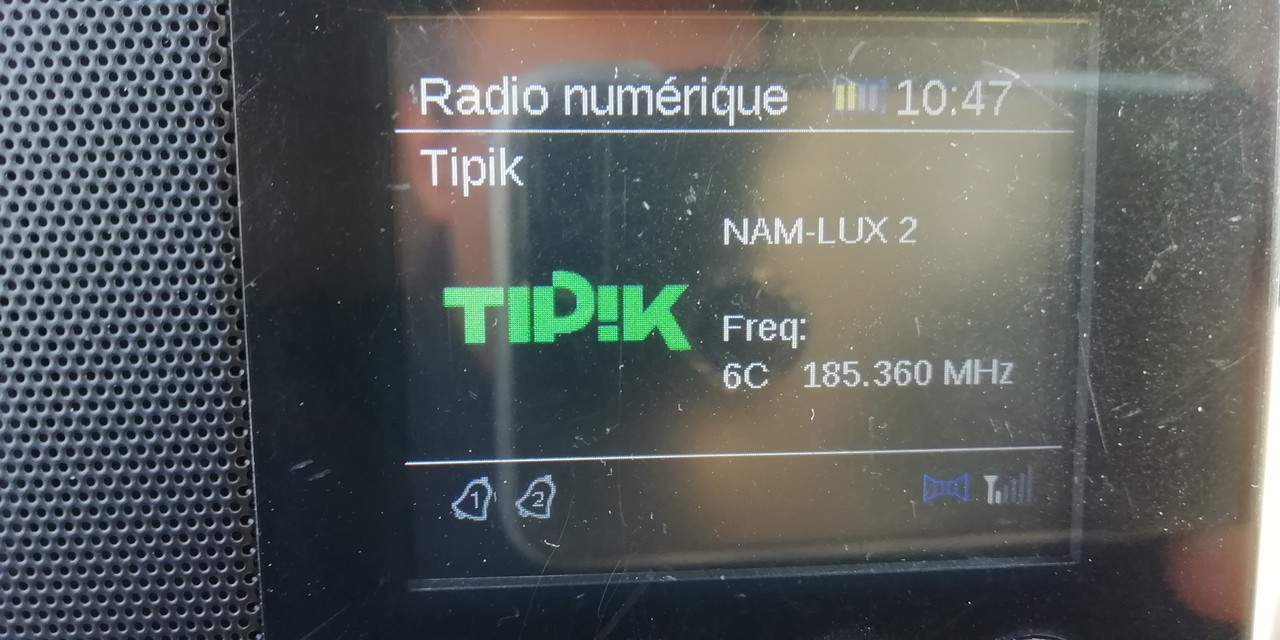 Radio numérique 10:47
Tipik
NAM-LUX 2
TIPIK
Freq:
6C 185.360 MHz
1 2